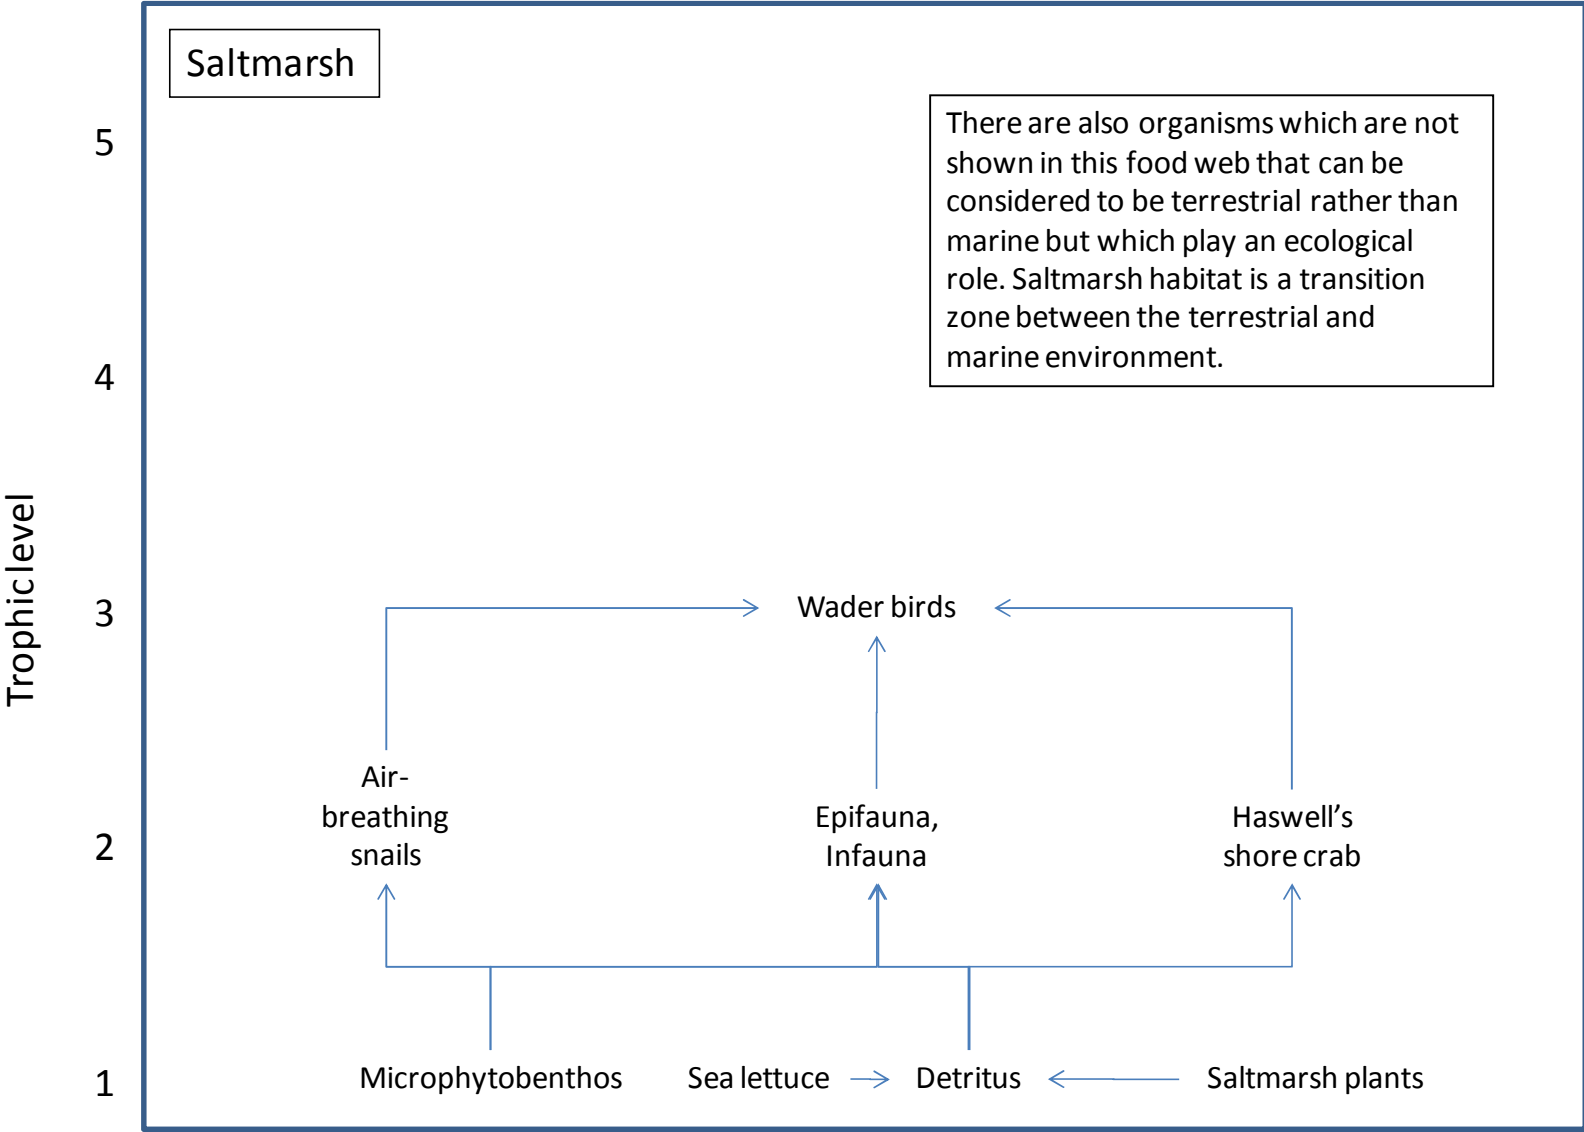 Saltmarsh
There are also organisms which are not
shown in this food web that can be
considered to be terrestrial rather than
marine but which play an ecological
role. Saltmarsh habitat is a transition
zone between the terrestrial and
marine environment.
Trophic level
5
4
3
2
1
Wader birds
Air-
breathing
snails
Epifauna,
Infauna
Haswell’s
shore crab
Microphytobenthos
Sea lettuce
Detritus
Saltmarsh plants